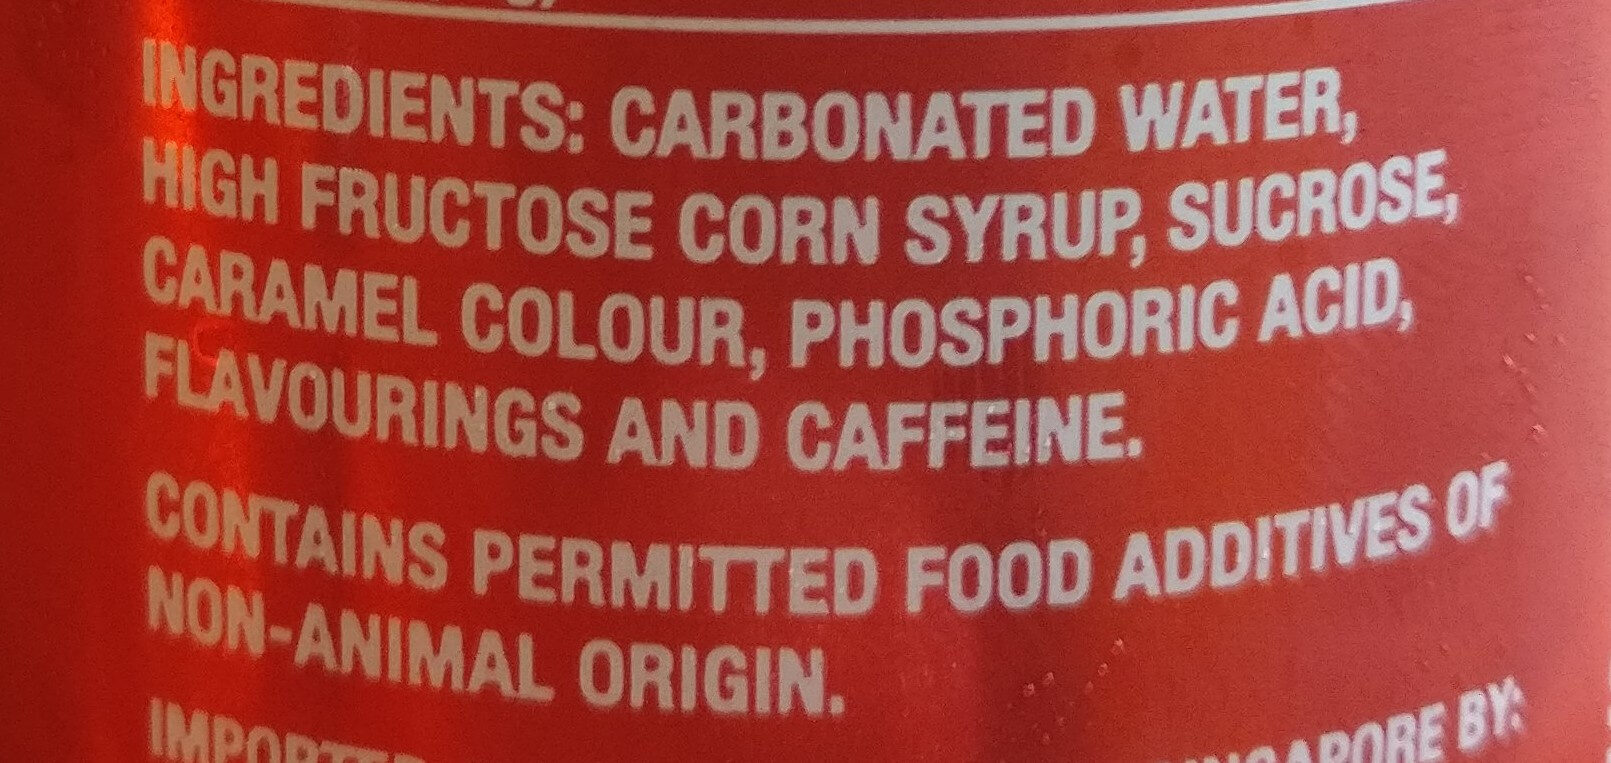 INGREDIENTS: CARBONATED WATER,
HIGH FRUCTOSE CORN SYRUP, SUCROSE,
CARAMEL COLOUR, PHOSPHORIC ACID,
FLAVOURINGS AND CAFFEINE.
CONTAINS PERMITTED FOOD ADDITIVES OF
NON-ANIMAL ORIGIN.
BY: